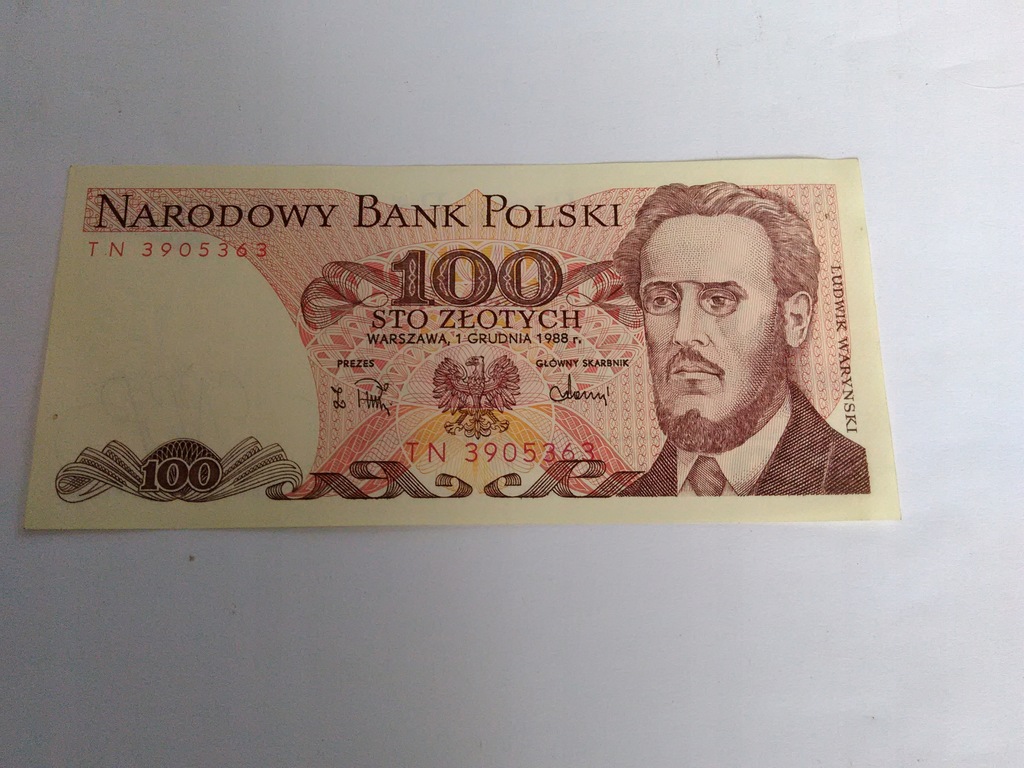 NARODOWY BANK POLSKI
TN 3905363
100
STO ZŁOTYCH
WARSZAWA, 1 GRUDNIA 1988 r.
PREZES
GŁÓWNY SKARBNIK
TN 3905363
100
LUDWIK WARYŃSKI